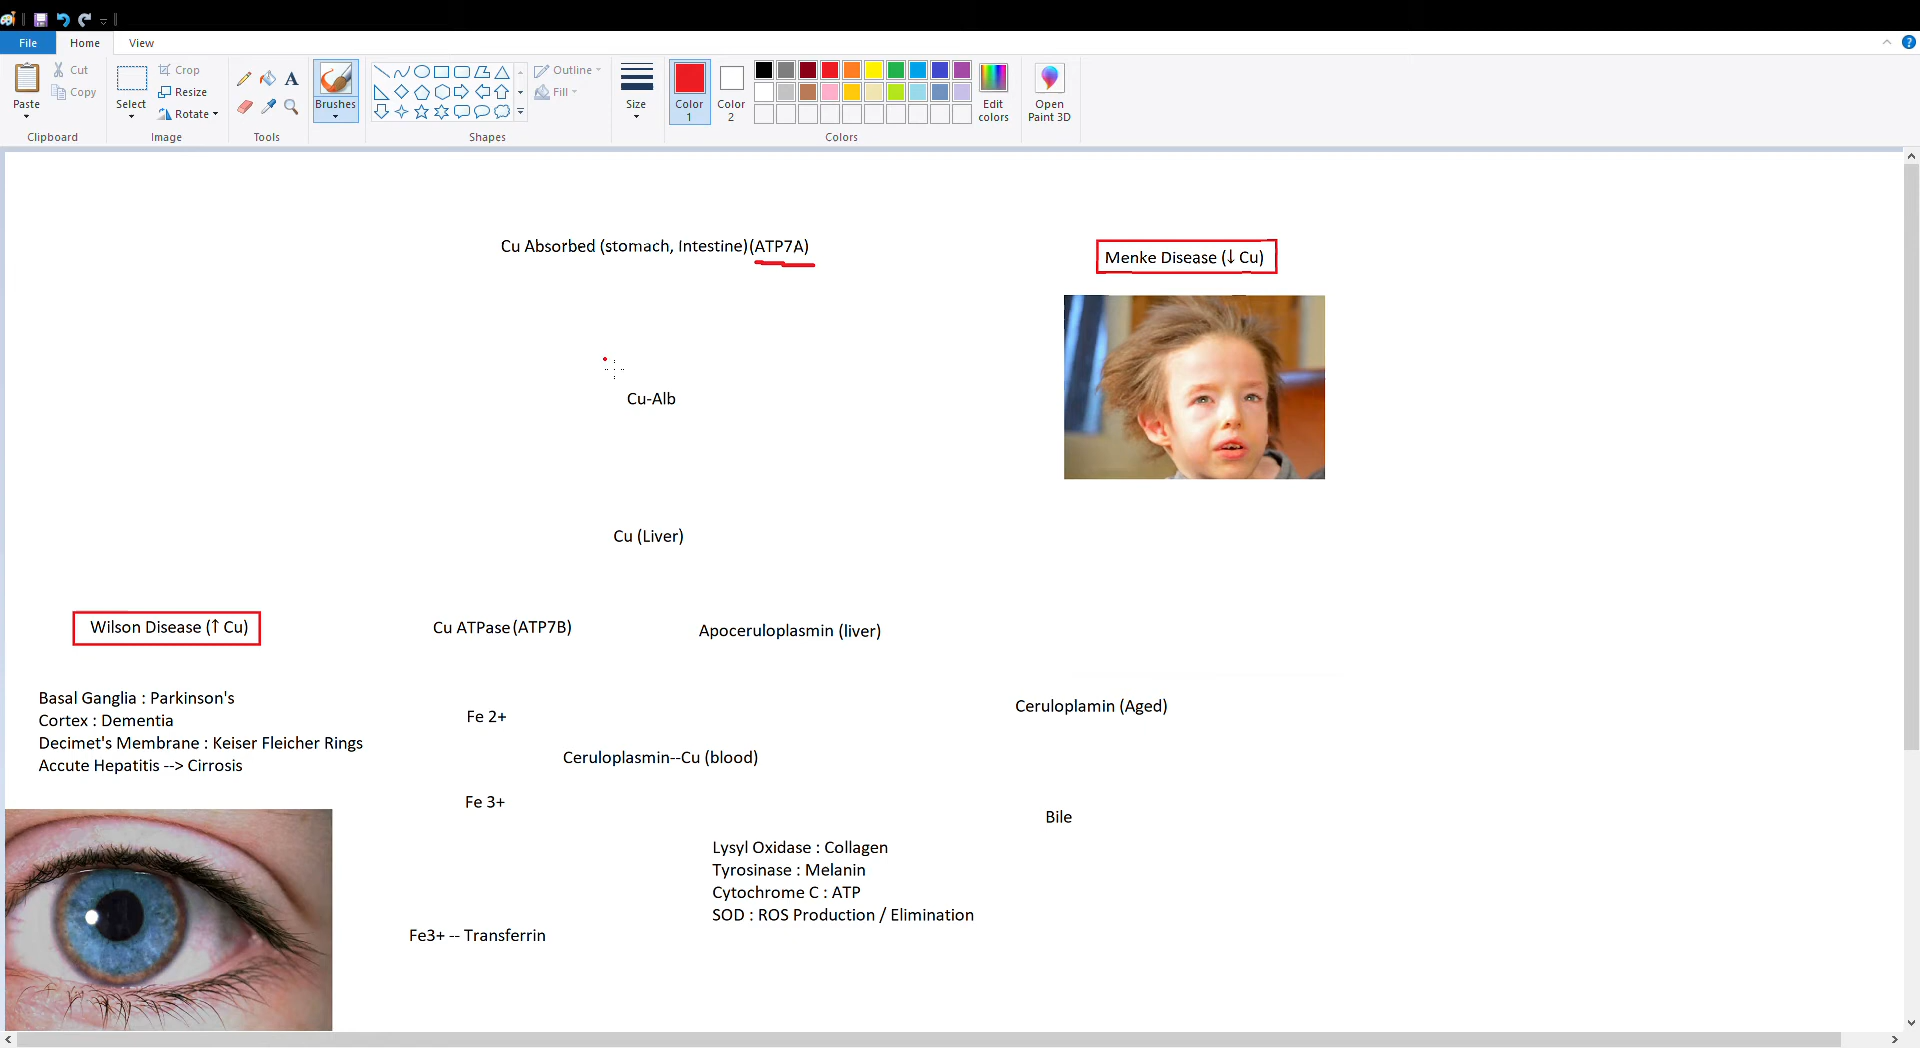 File Home View
Paste Cut Copy Clipboard
Select Crop Resize Rotate Image
Tools
Brushes
Shapes
Outline Fill
Size
Color 1 Color 2 Edit colors Colors
Open Paint 3D
Cu Absorbed (stomach, Intestine)(ATP7A)
Menke Disease (↓ Cu)
Cu-Alb
Cu (Liver)
Wilson Disease (↑ Cu)
Cu ATPase (ATP7B)
Apoceruloplasmin (liver)
Basal Ganglia : Parkinson's
Cortex : Dementia
Decimet's Membrane : Keiser Fleicher Rings
Accute Hepatitis --> Cirrosis
Fe 2+
Ceruloplamin (Aged)
Ceruloplasmin--Cu (blood)
Fe 3+
Bile
Lysyl Oxidase : Collagen
Tyrosinase : Melanin
Cytochrome C : ATP
SOD : ROS Production / Elimination
Fe3+ -- Transferrin